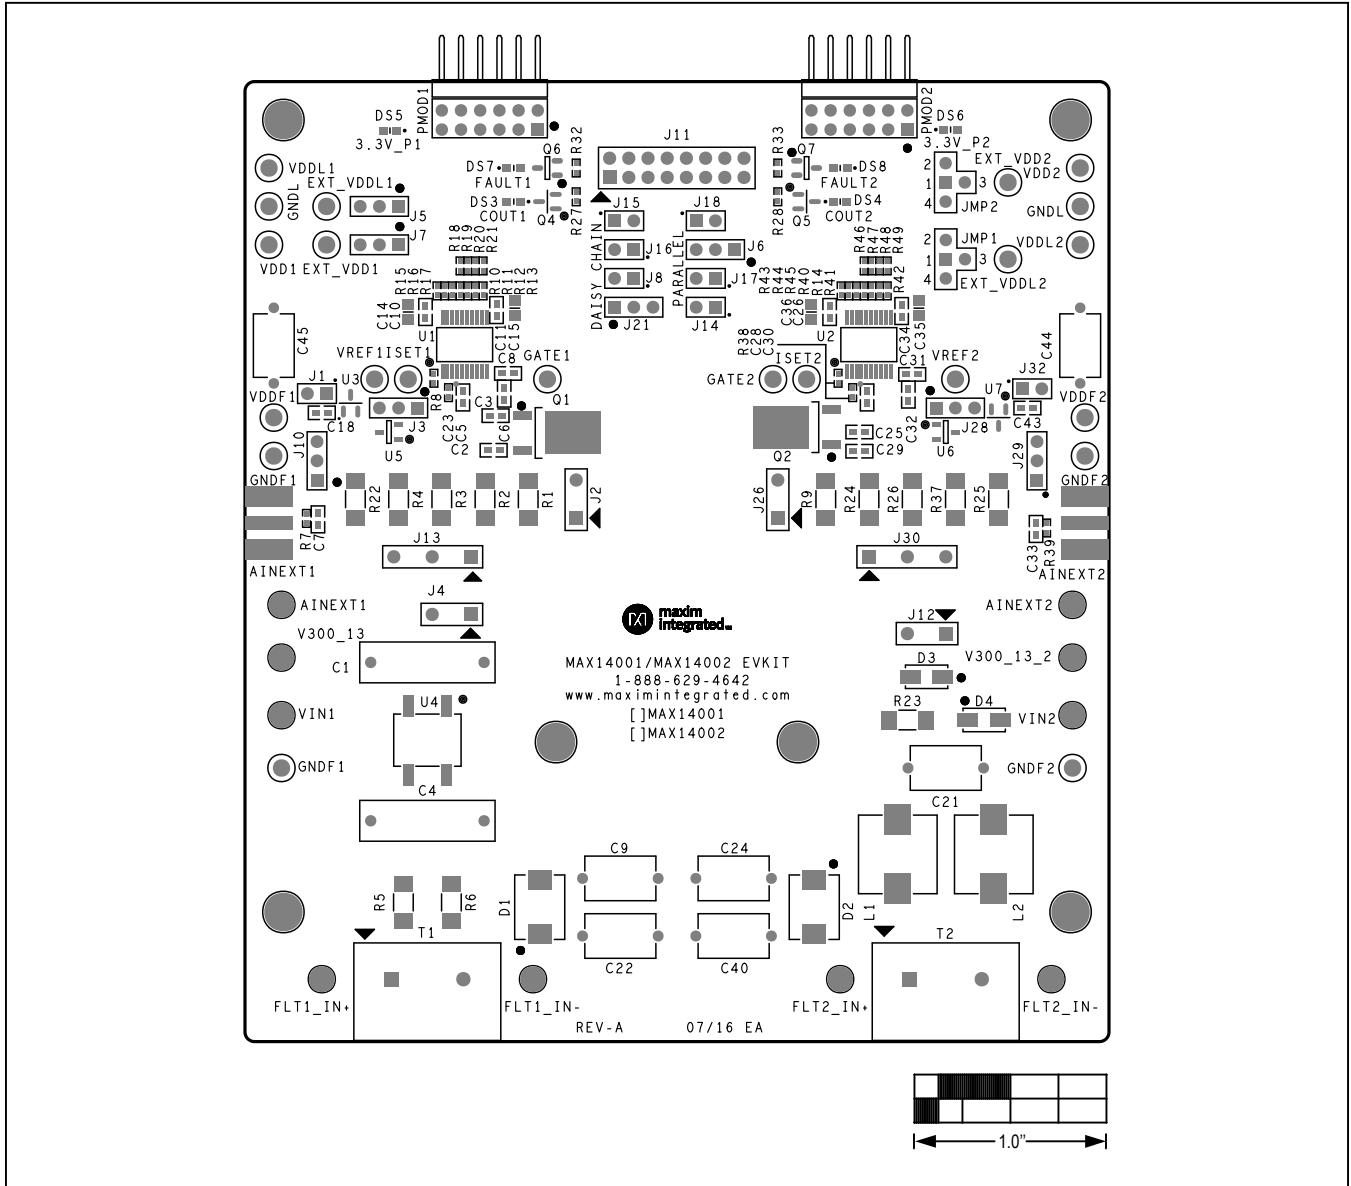 PMOD1
PMOD2
DS5
3.3V_P1
DS6
3.3V_P2
Q6
R32
J11
R33
Q7
DS7
FAULT1
DS8
FAULT2
DS3
COUT1
Q4
R27
R28
Q5
DS4
COUT2
VDDL1
GNDL
EXT_VDDL1
J5
J7
VDD1
EXT_VDD1
EXT_VDD2
VDD2
2
1
3
4
JMP2
GNDL
2
JMP1
1
3
4
VDDL2
EXT_VDDL2
J15
J18
J16
J6
J8
J17
J21
J14
DAISY CHAIN
PARALLEL
R18
R19
R20
R21
R15
R16
R17
R10
R11
R12
R13
C14
C10
U1
C11
C15
R46
R47
R48
R49
R43
R44
R45
R40
R14
R41
R42
C36
C26
U2
C34
C35
R38
C28
C30
C45
C44
VREF1
ISET1
C8
GATE1
ISET2
GATE2
C31
VREF2
J1
U3
VDDF1
C18
J3
R8
C23
C5
C3
C6
C2
Q1
U5
J10
GNDF1
Q2
C25
C29
C32
J28
U6
U7
J32
C43
VDDF2
J29
GNDF2
R22
R4
R3
R2
R1
J2
J26
R9
R24
R26
R37
R25
R7
C7
AINEXT1
J13
J30
C33
R39
AINEXT2
AINEXT1
J4
V300_13
C1
maxim
integrated™
MAX14001/MAX14002 EVKIT
1-888-629-4642
www.maximintegrated.com
[ ]MAX14001
[ ]MAX14002
AINEXT2
J12
D3
V300_13_2
R23
D4
VIN2
VIN1
U4
GNDF1
GNDF2
C4
C21
C9
C24
L1
L2
R5
R6
D1
D2
C22
C40
T1
T2
FLT1_IN+
FLT1_IN-
FLT2_IN+
FLT2_IN-
REV-A
07/16 EA
1.0”